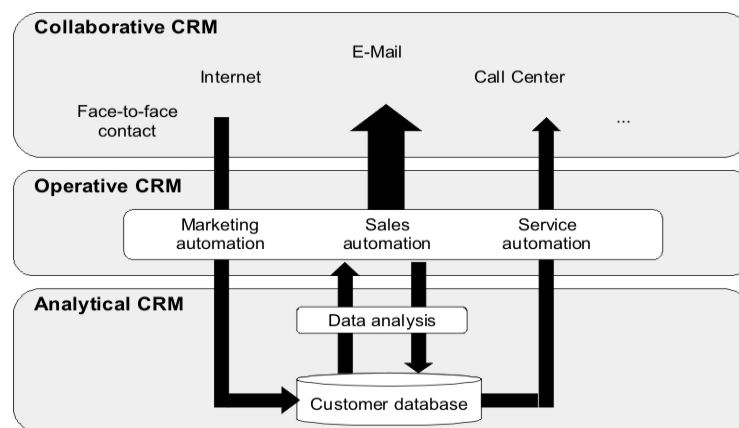 Collaborative CRM
E-Mail
Internet
Call Center
Face-to-face
contact
...
Operative CRM
Marketing
automation
Sales
automation
Service
automation
Analytical CRM
Data analysis
Customer database